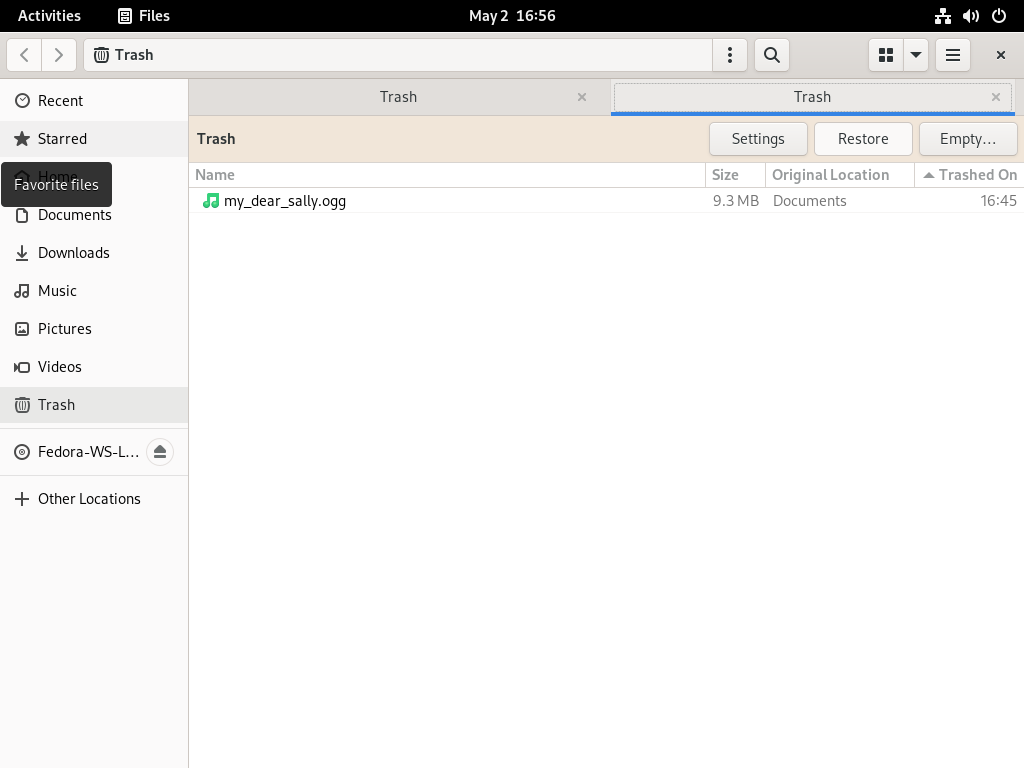 Activities Files May 2 16:56
Trash
Trash Trash
Recent
Starred
Home
Favorite files
Documents
Downloads
Music
Pictures
Videos
Trash
Fedora-WS-L…
Other Locations
Trash Settings Restore Empty…
Name Size Original Location Trashed On
my_dear_sally.ogg 9.3 MB Documents 16:45